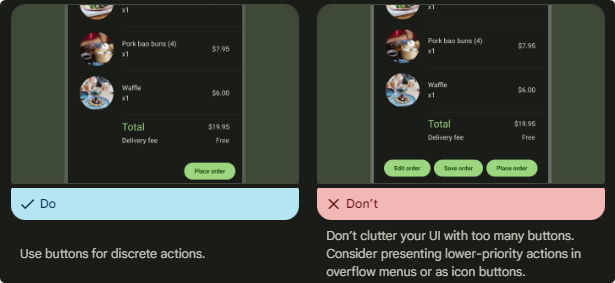 x1
Pork bao buns (4)
$7.95
x1
Waffle
$6.00
x1
Total
$19.95
Delivery fee
Free
Place order
Do
Use buttons for discrete actions.
x1
Pork bao buns (4)
$7.95
x1
Waffle
$6.00
x1
Total
$19.95
Delivery fee
Free
Edit order
Save order
Place order
Don’t
Don’t clutter your UI with too many buttons.
Consider presenting lower-priority actions in
overflow menus or as icon buttons.